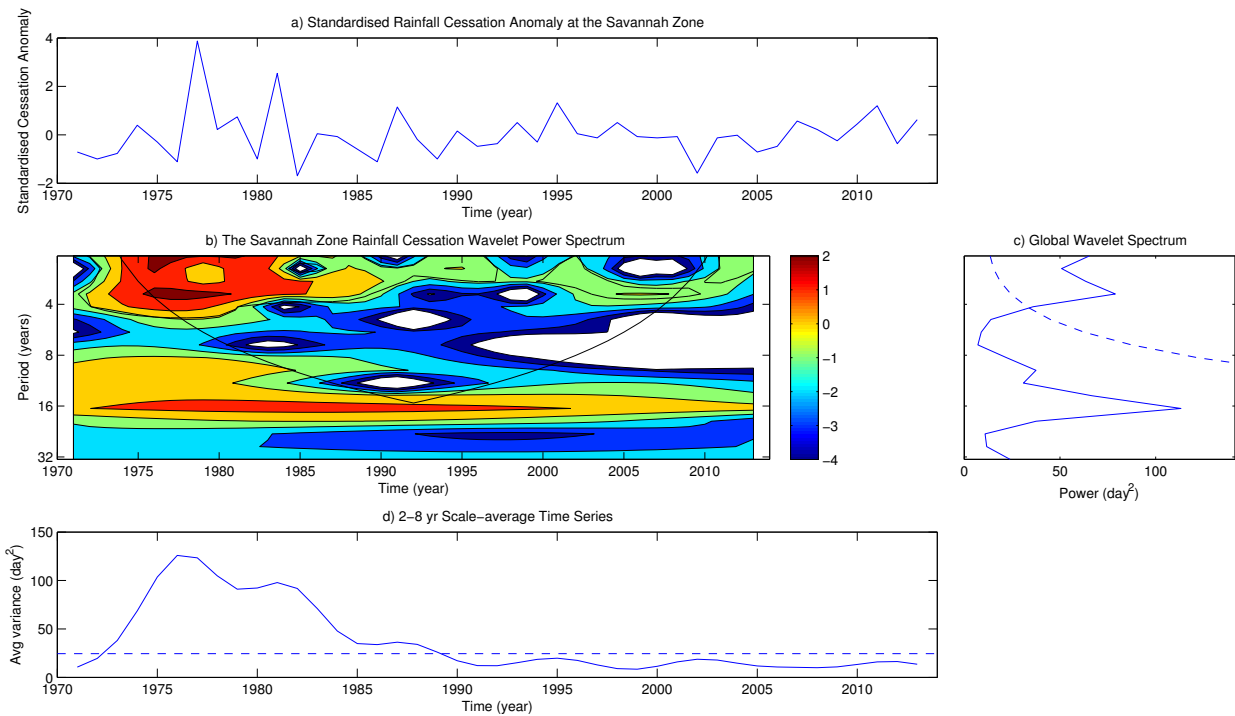 a) Standardised Rainfall Cessation Anomaly at the Savannah Zone
Standardised Cessation Anomaly
4
2
0
−2
1970 1975 1980 1985 1990 1995 2000 2005 2010
Time (year)
b) The Savannah Zone Rainfall Cessation Wavelet Power Spectrum
Period (years)
4
8
16
32
1970 1975 1980 1985 1990 1995 2000 2005 2010
Time (year)
2
1
0
−1
−2
−3
−4
c) Global Wavelet Spectrum
0 50 100
Power (day²)
d) 2−8 yr Scale−average Time Series
Avg variance (day²)
150
100
50
0
1970 1975 1980 1985 1990 1995 2000 2005 2010
Time (year)